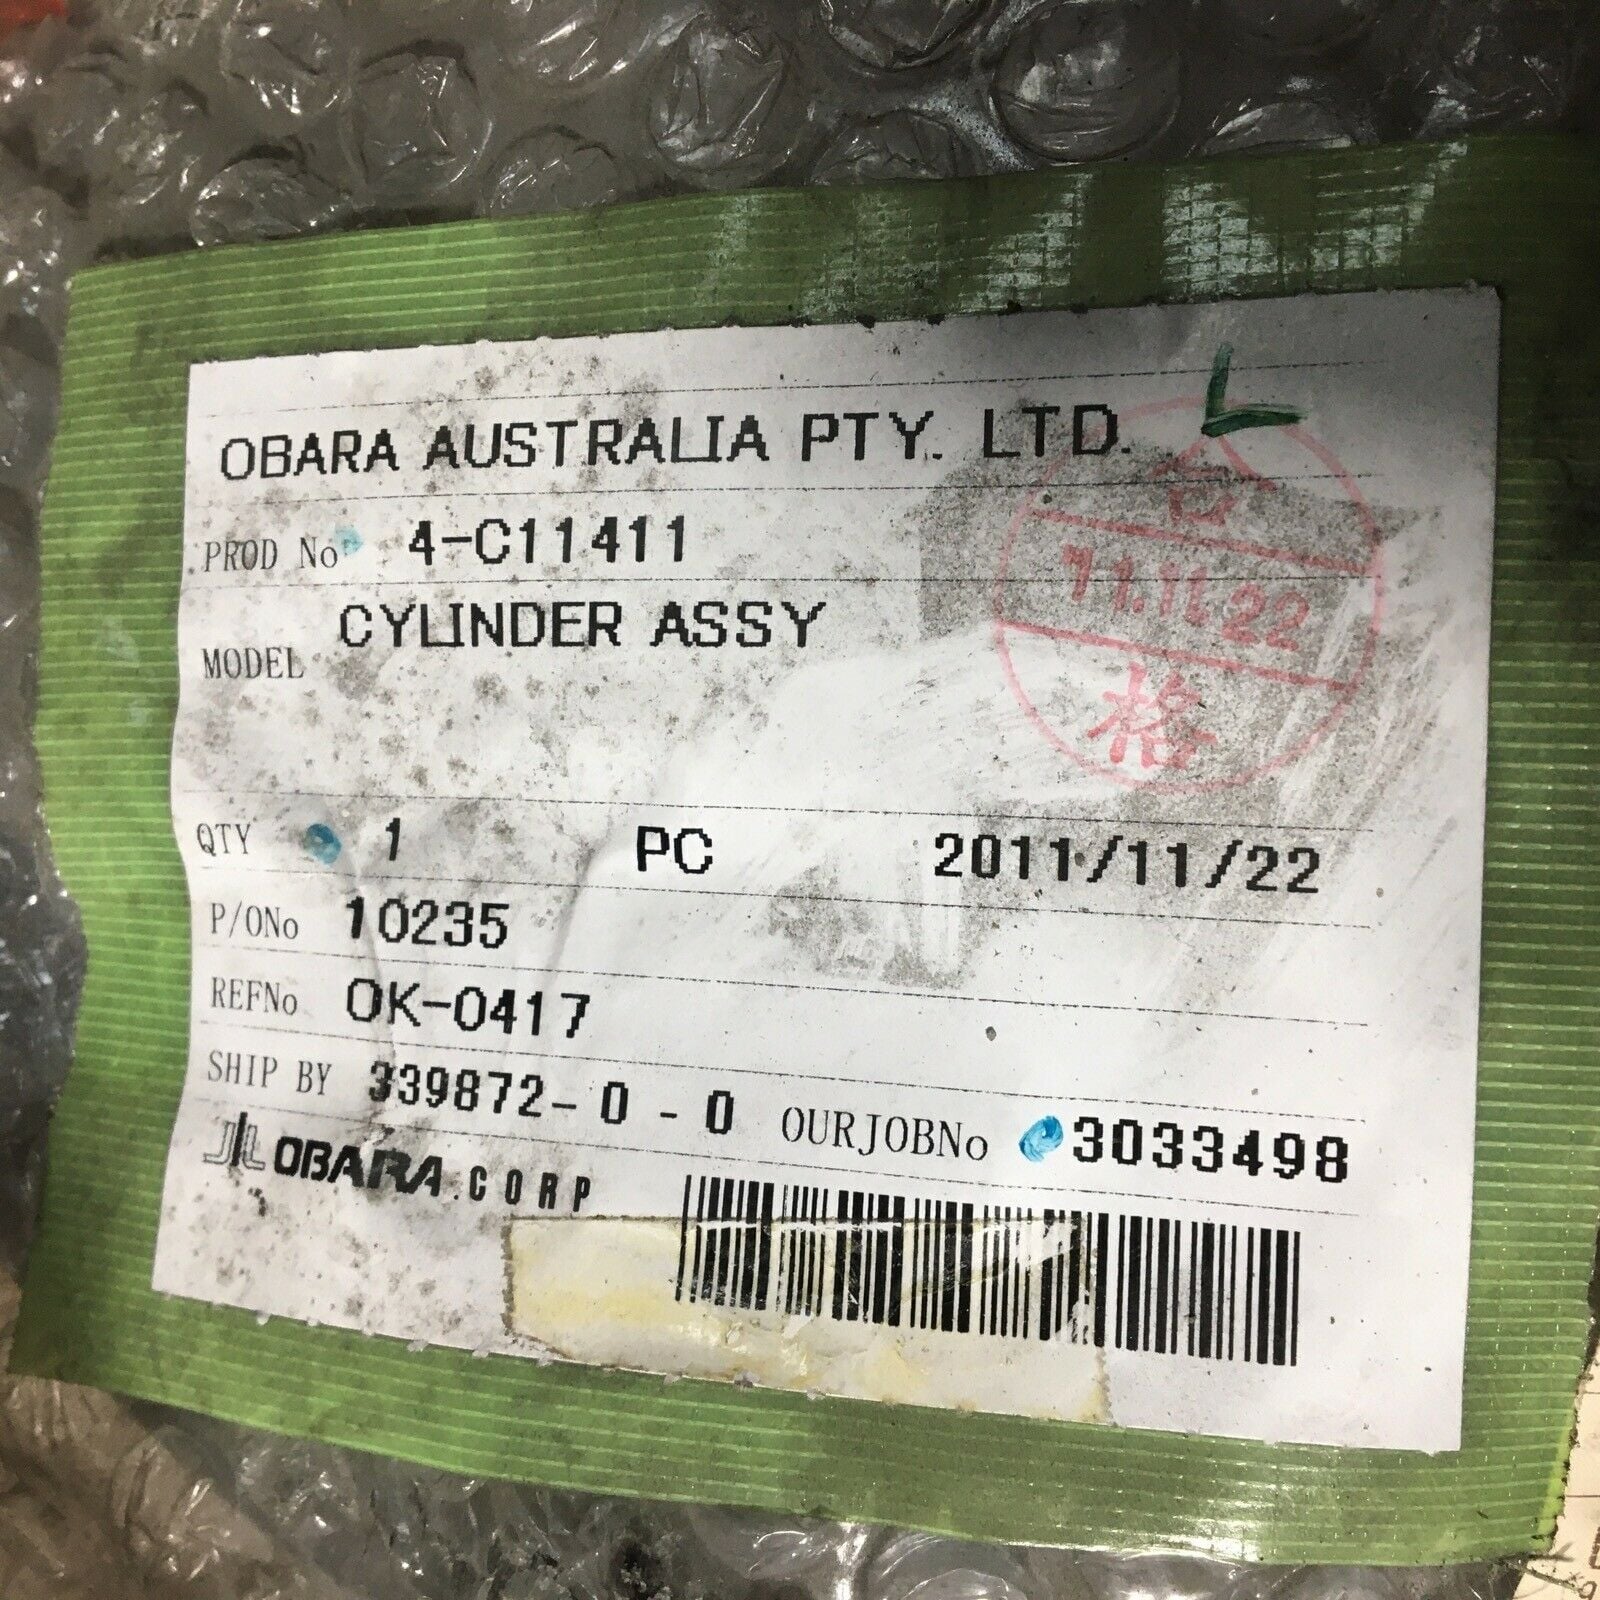 OBARA AUSTRALIA PTY. LTD.
PROD No 4-C11411
MODEL CYLINDER ASSY
合
11.11.22
格
QTY 1 PC 2011/11/22
P/ONo 10235
REFNo OK-0417
SHIP BY 339872-0-0 OURJOBNo 3033498
OBARA.CORP